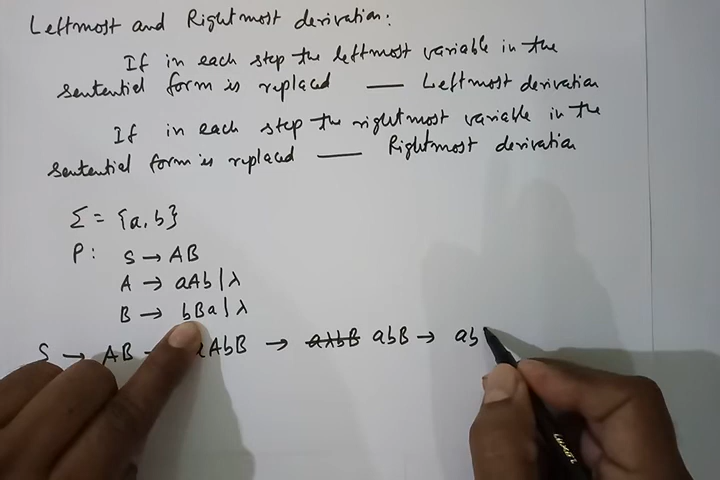 Leftmost and Rightmost derivation:
If in each step the leftmost variable in the
sentential form is replaced — Leftmost derivation
If in each step the rightmost variable in the
sentential form is replaced — Rightmost derivation
Σ = {a, b}
P: S → AB
A → aAb | λ
B → bBa | λ
S → AB AbB → aλbB abB → ab